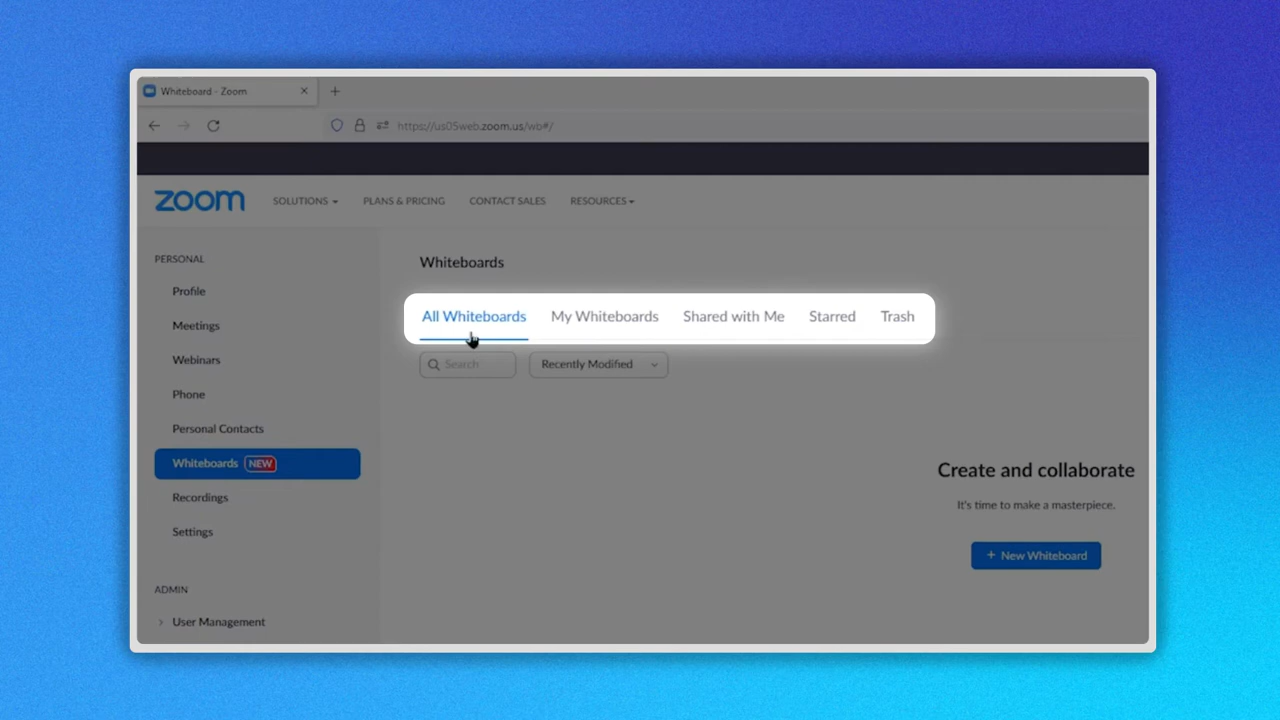 Whiteboard - Zoom
https://us05web.zoom.us/wb#/
zoom SOLUTIONS PLANS & PRICING CONTACT SALES RESOURCES
PERSONAL
Profile
Meetings
Webinars
Phone
Personal Contacts
Whiteboards NEW
Recordings
Settings
ADMIN
User Management
Whiteboards
All Whiteboards My Whiteboards Shared with Me Starred Trash
Search Recently Modified
Create and collaborate
It's time to make a masterpiece.
+ New Whiteboard